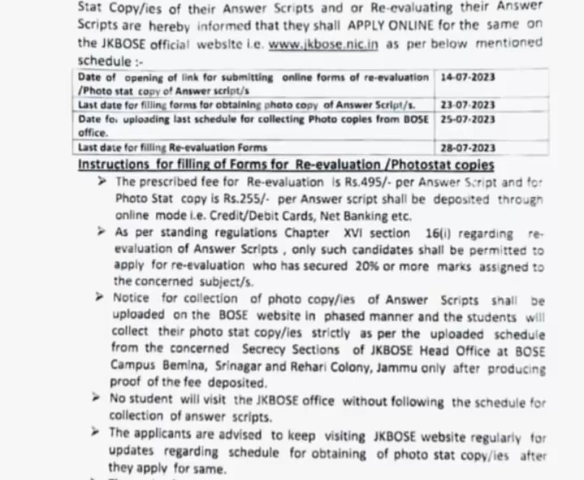 Stat Copy/ies of their Answer Scripts and or Re-evaluating their Answer
Scripts are hereby informed that they shall APPLY ONLINE for the same on
the JKBOSE official website i.e. www.jkbose.nic.in as per below mentioned
schedule :-
Date of opening of link for submitting online forms of re-evaluation 14-07-2023
/Photo stat copy of Answer script/s
Last date for filling forms for obtaining photo copy of Answer Script/s. 23-07-2023
Date for uploading last schedule for collecting Photo copies from BOSE 25-07-2023
office.
Last date for filling Re-evaluation Forms 28-07-2023
Instructions for filling of Forms for Re-evaluation /Photostat copies
➤ The prescribed fee for Re-evaluation is Rs.495/- per Answer Script and for
Photo Stat copy is Rs.255/- per Answer script shall be deposited through
online mode i.e. Credit/Debit Cards, Net Banking etc.
➤ As per standing regulations Chapter XVI section 16(i) regarding re-
evaluation of Answer Scripts , only such candidates shall be permitted to
apply for re-evaluation who has secured 20% or more marks assigned to
the concerned subject/s.
➤ Notice for collection of photo copy/ies of Answer Scripts shall be
uploaded on the BOSE website in phased manner and the students will
collect their photo stat copy/ies strictly as per the uploaded schedule
from the concerned Secrecy Sections of JKBOSE Head Office at BOSE
Campus Bemina, Srinagar and Rehari Colony, Jammu only after producing
proof of the fee deposited.
➤ No student will visit the JKBOSE office without following the schedule for
collection of answer scripts.
➤ The applicants are advised to keep visiting JKBOSE website regularly for
updates regarding schedule for obtaining of photo stat copy/ies after
they apply for same.